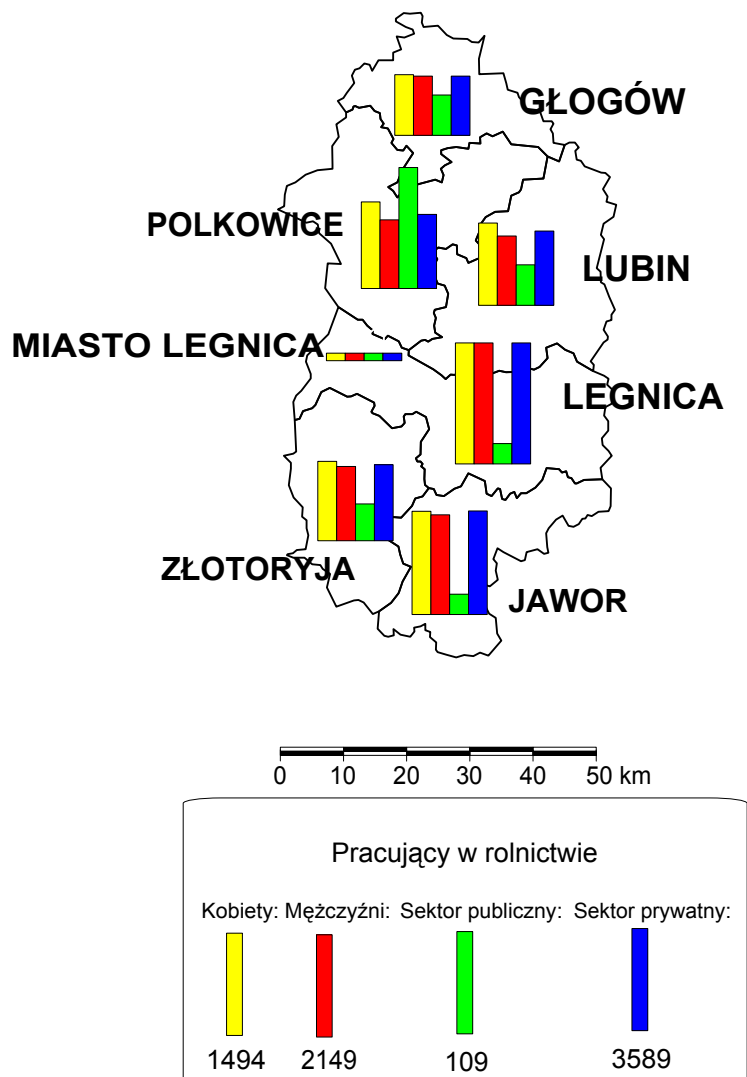 GŁOGÓW
POLKOWICE
LUBIN
MIASTO LEGNICA
LEGNICA
ZŁOTORYJA
JAWOR
0 10 20 30 40 50 km
Pracujący w rolnictwie
Kobiety: Mężczyźni: Sektor publiczny: Sektor prywatny:
1494 2149 109 3589